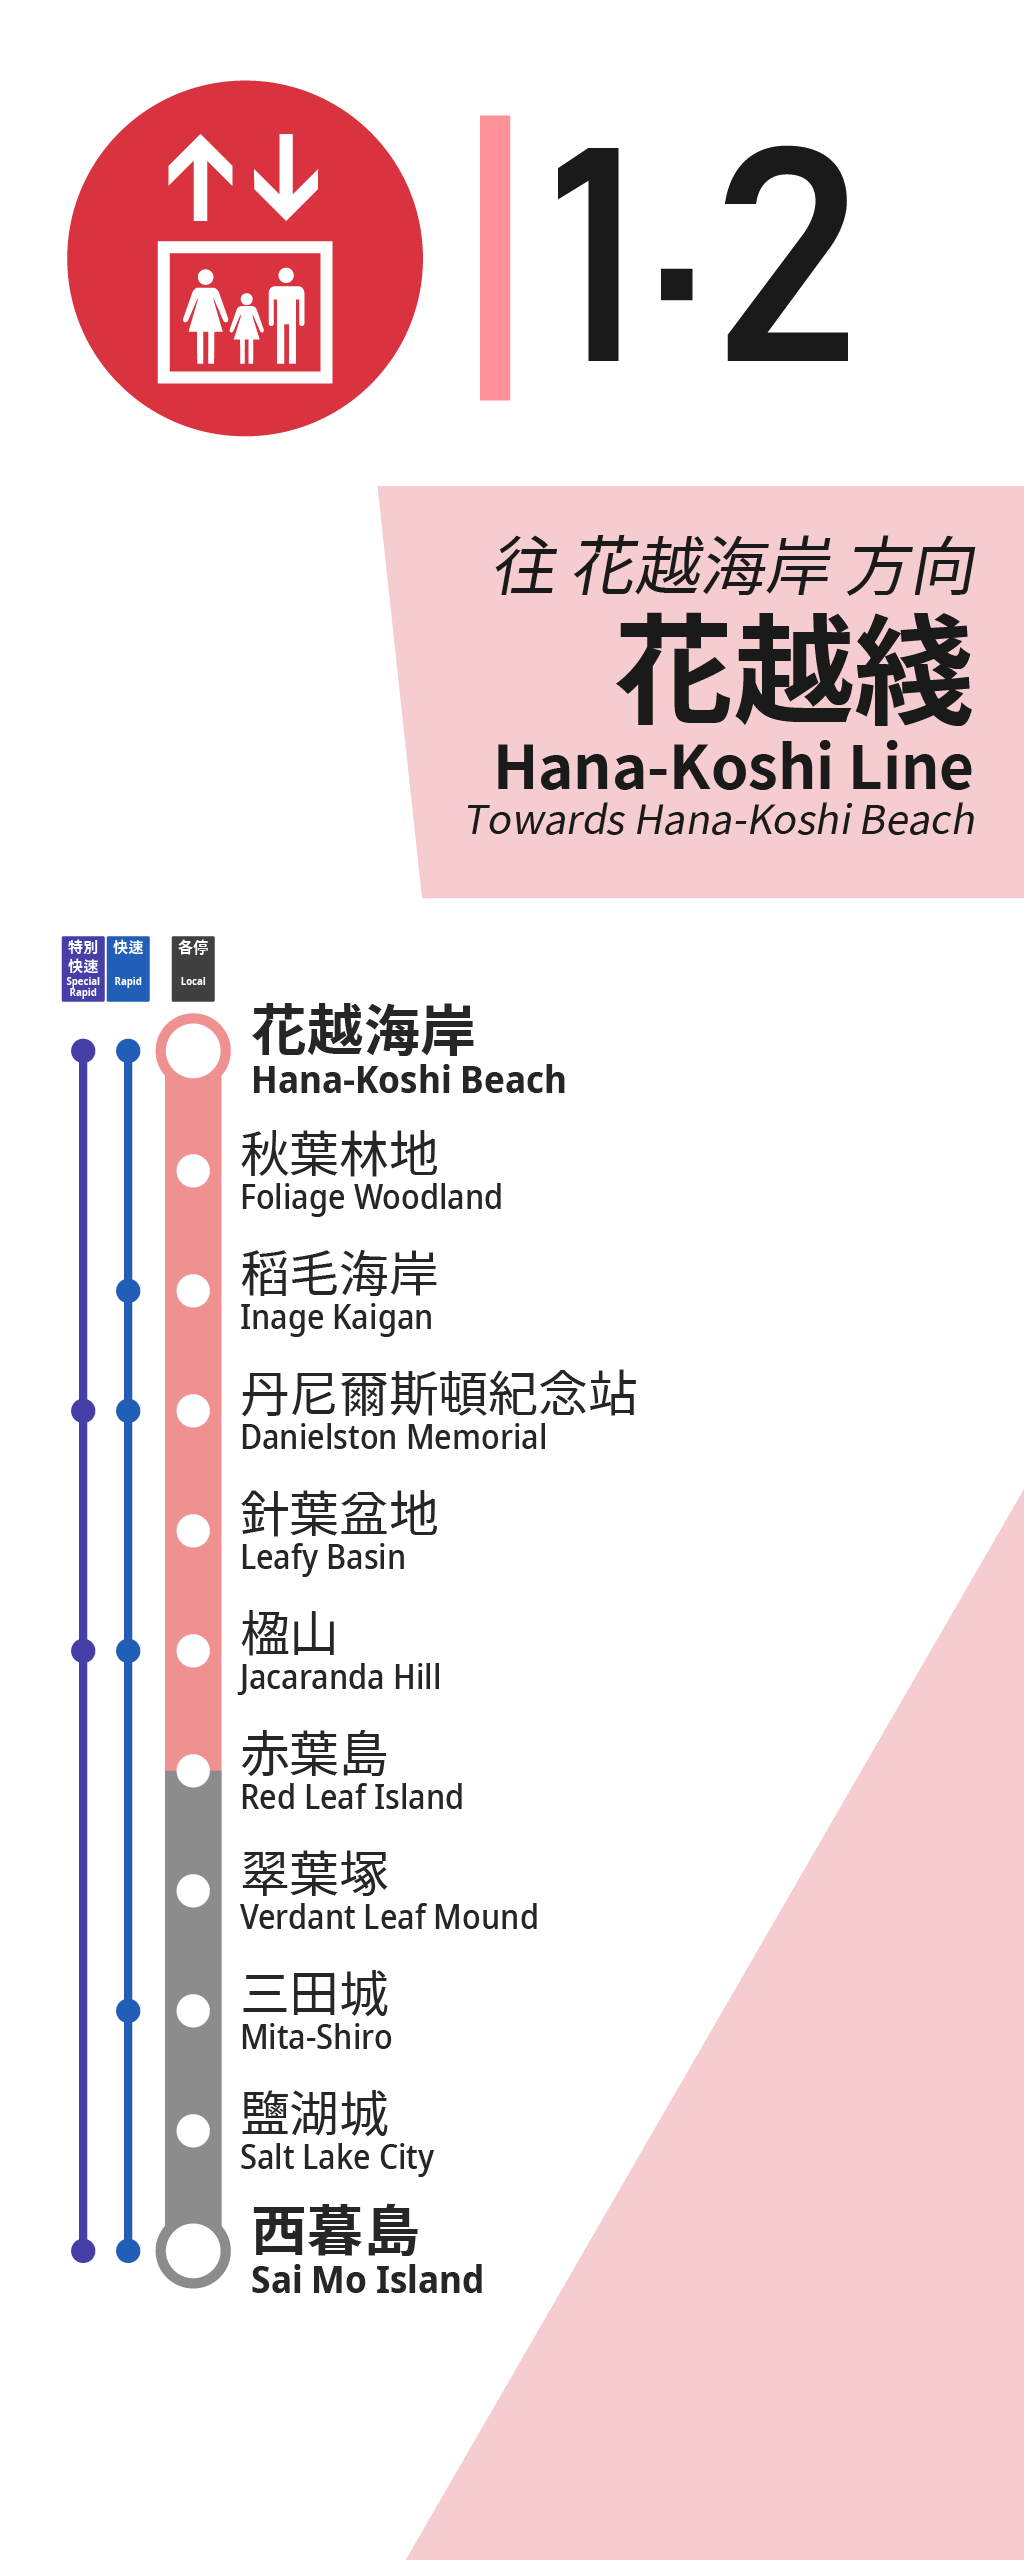 1·2
往 花越海岸 方向
花越綫
Hana-Koshi Line
Towards Hana-Koshi Beach
特別
快速
Special
Rapid
快速
Rapid
各停
Local
花越海岸
Hana-Koshi Beach
秋葉林地
Foliage Woodland
稻毛海岸
Inage Kaigan
丹尼爾斯頓紀念站
Danielston Memorial
針葉盆地
Leafy Basin
楹山
Jacaranda Hill
赤葉島
Red Leaf Island
翠葉塚
Verdant Leaf Mound
三田城
Mita-Shiro
鹽湖城
Salt Lake City
西暮島
Sai Mo Island